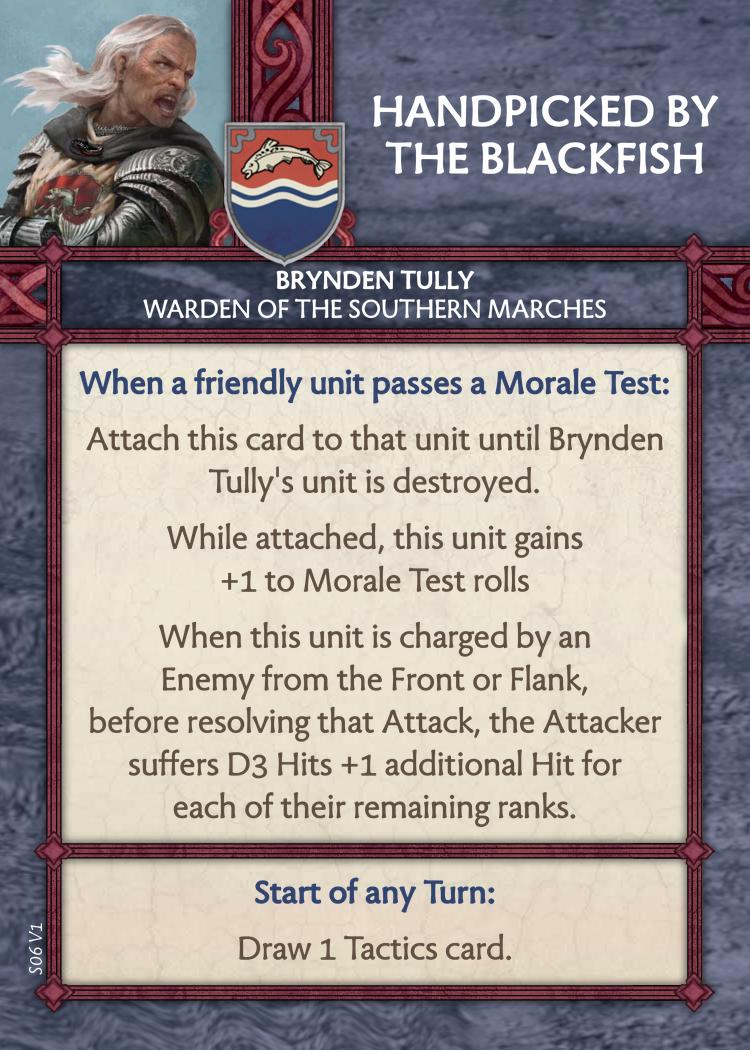 HANDPICKED BY
THE BLACKFISH
BRYNDEN TULLY
WARDEN OF THE SOUTHERN MARCHES
When a friendly unit passes a Morale Test:
Attach this card to that unit until Brynden
Tully's unit is destroyed.
While attached, this unit gains
+1 to Morale Test rolls
When this unit is charged by an
Enemy from the Front or Flank,
before resolving that Attack, the Attacker
suffers D3 Hits +1 additional Hit for
each of their remaining ranks.
Start of any Turn:
Draw 1 Tactics card.
S06 V1